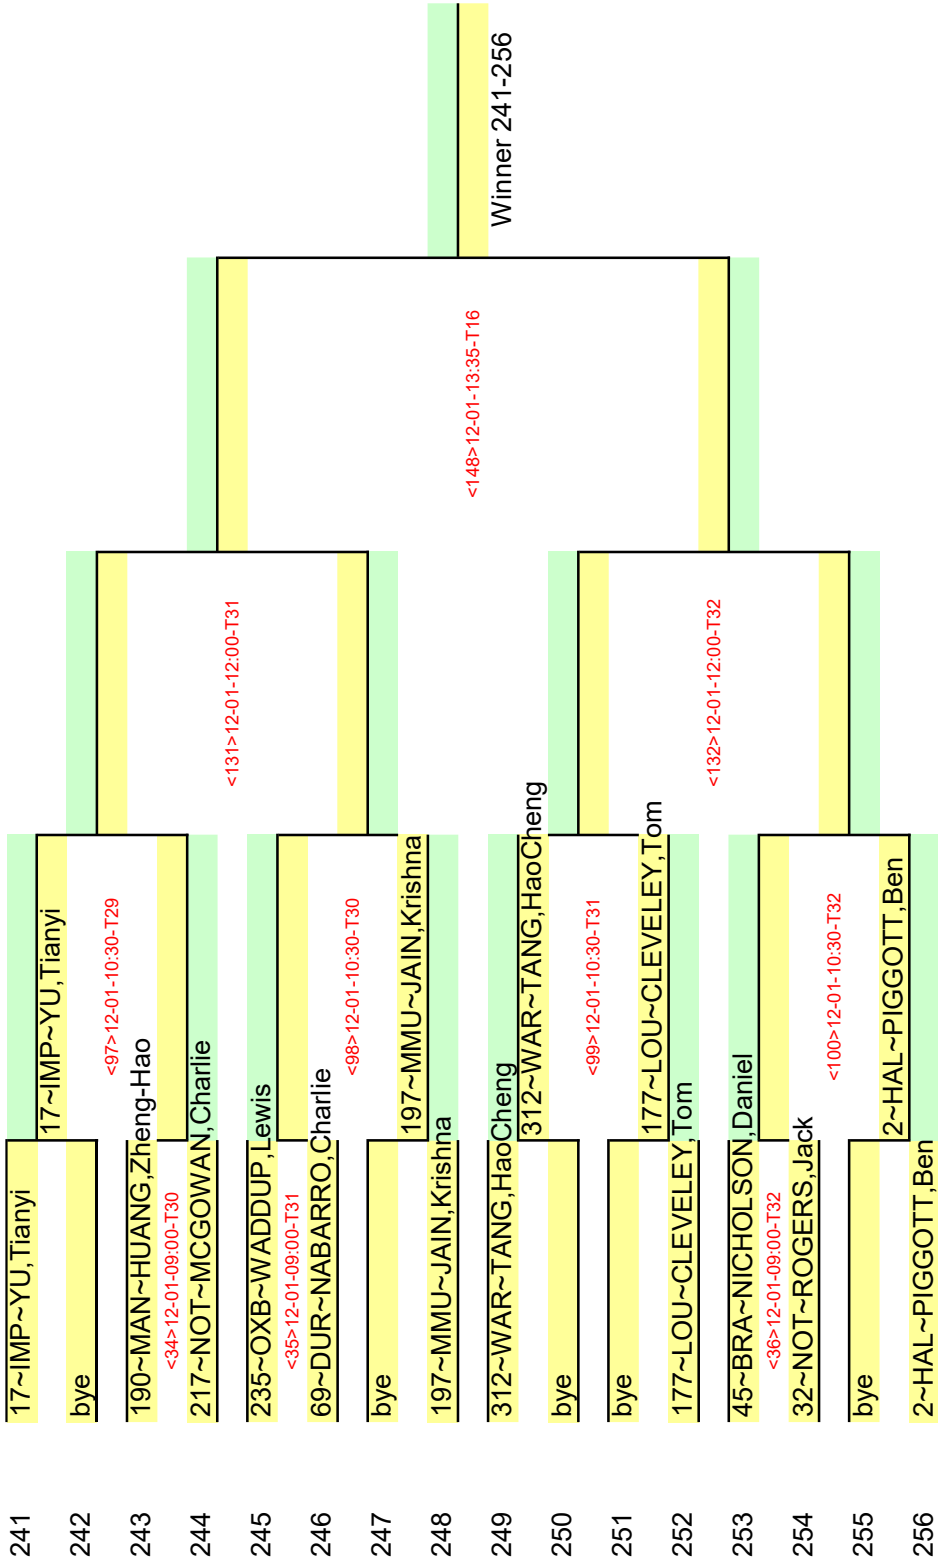 241
17~IMP~YU,Tianyi
17~IMP~YU,Tianyi
242
bye
<97>12-01-10:30-T29
243
190~MAN~HUANG,Zheng-Hao
<34>12-01-09:00-T30
244
217~NOT~MCGOWAN,Charlie
<131>12-01-12:00-T31
245
235~OXB~WADDUP,Lewis
<35>12-01-09:00-T31
246
69~DUR~NABARRO,Charlie
<98>12-01-10:30-T30
247
bye
197~MMU~JAIN,Krishna
248
197~MMU~JAIN,Krishna
<148>12-01-13:35-T16
Winner 241-256
249
312~WAR~TANG,HaoCheng
312~WAR~TANG,HaoCheng
250
bye
<99>12-01-10:30-T31
251
bye
177~LOU~CLEVELEY,Tom
252
177~LOU~CLEVELEY,Tom
<132>12-01-12:00-T32
253
45~BRA~NICHOLSON,Daniel
<36>12-01-09:00-T32
254
32~NOT~ROGERS,Jack
<100>12-01-10:30-T32
255
bye
2~HAL~PIGGOTT,Ben
256
2~HAL~PIGGOTT,Ben